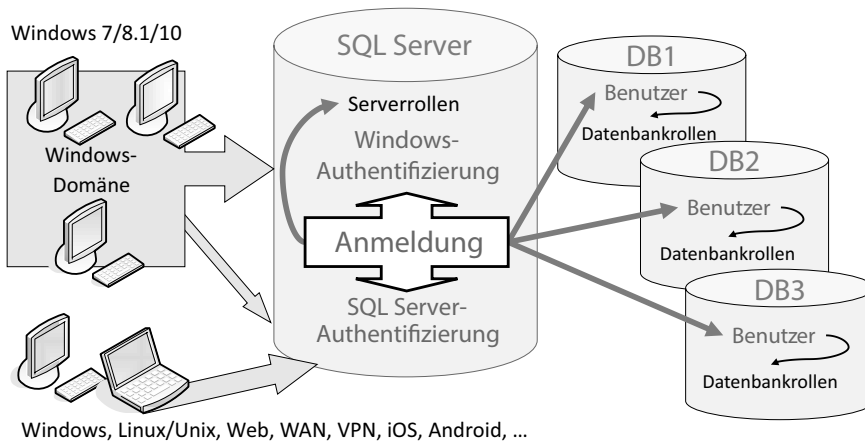 Windows 7/8.1/10
Windows-
Domäne
SQL Server
Serverrollen
Windows-
Authentifizierung
Anmeldung
SQL Server-
Authentifizierung
DB1
Benutzer
Datenbankrollen
DB2
Benutzer
Datenbankrollen
DB3
Benutzer
Datenbankrollen
Windows, Linux/Unix, Web, WAN, VPN, iOS, Android, ...